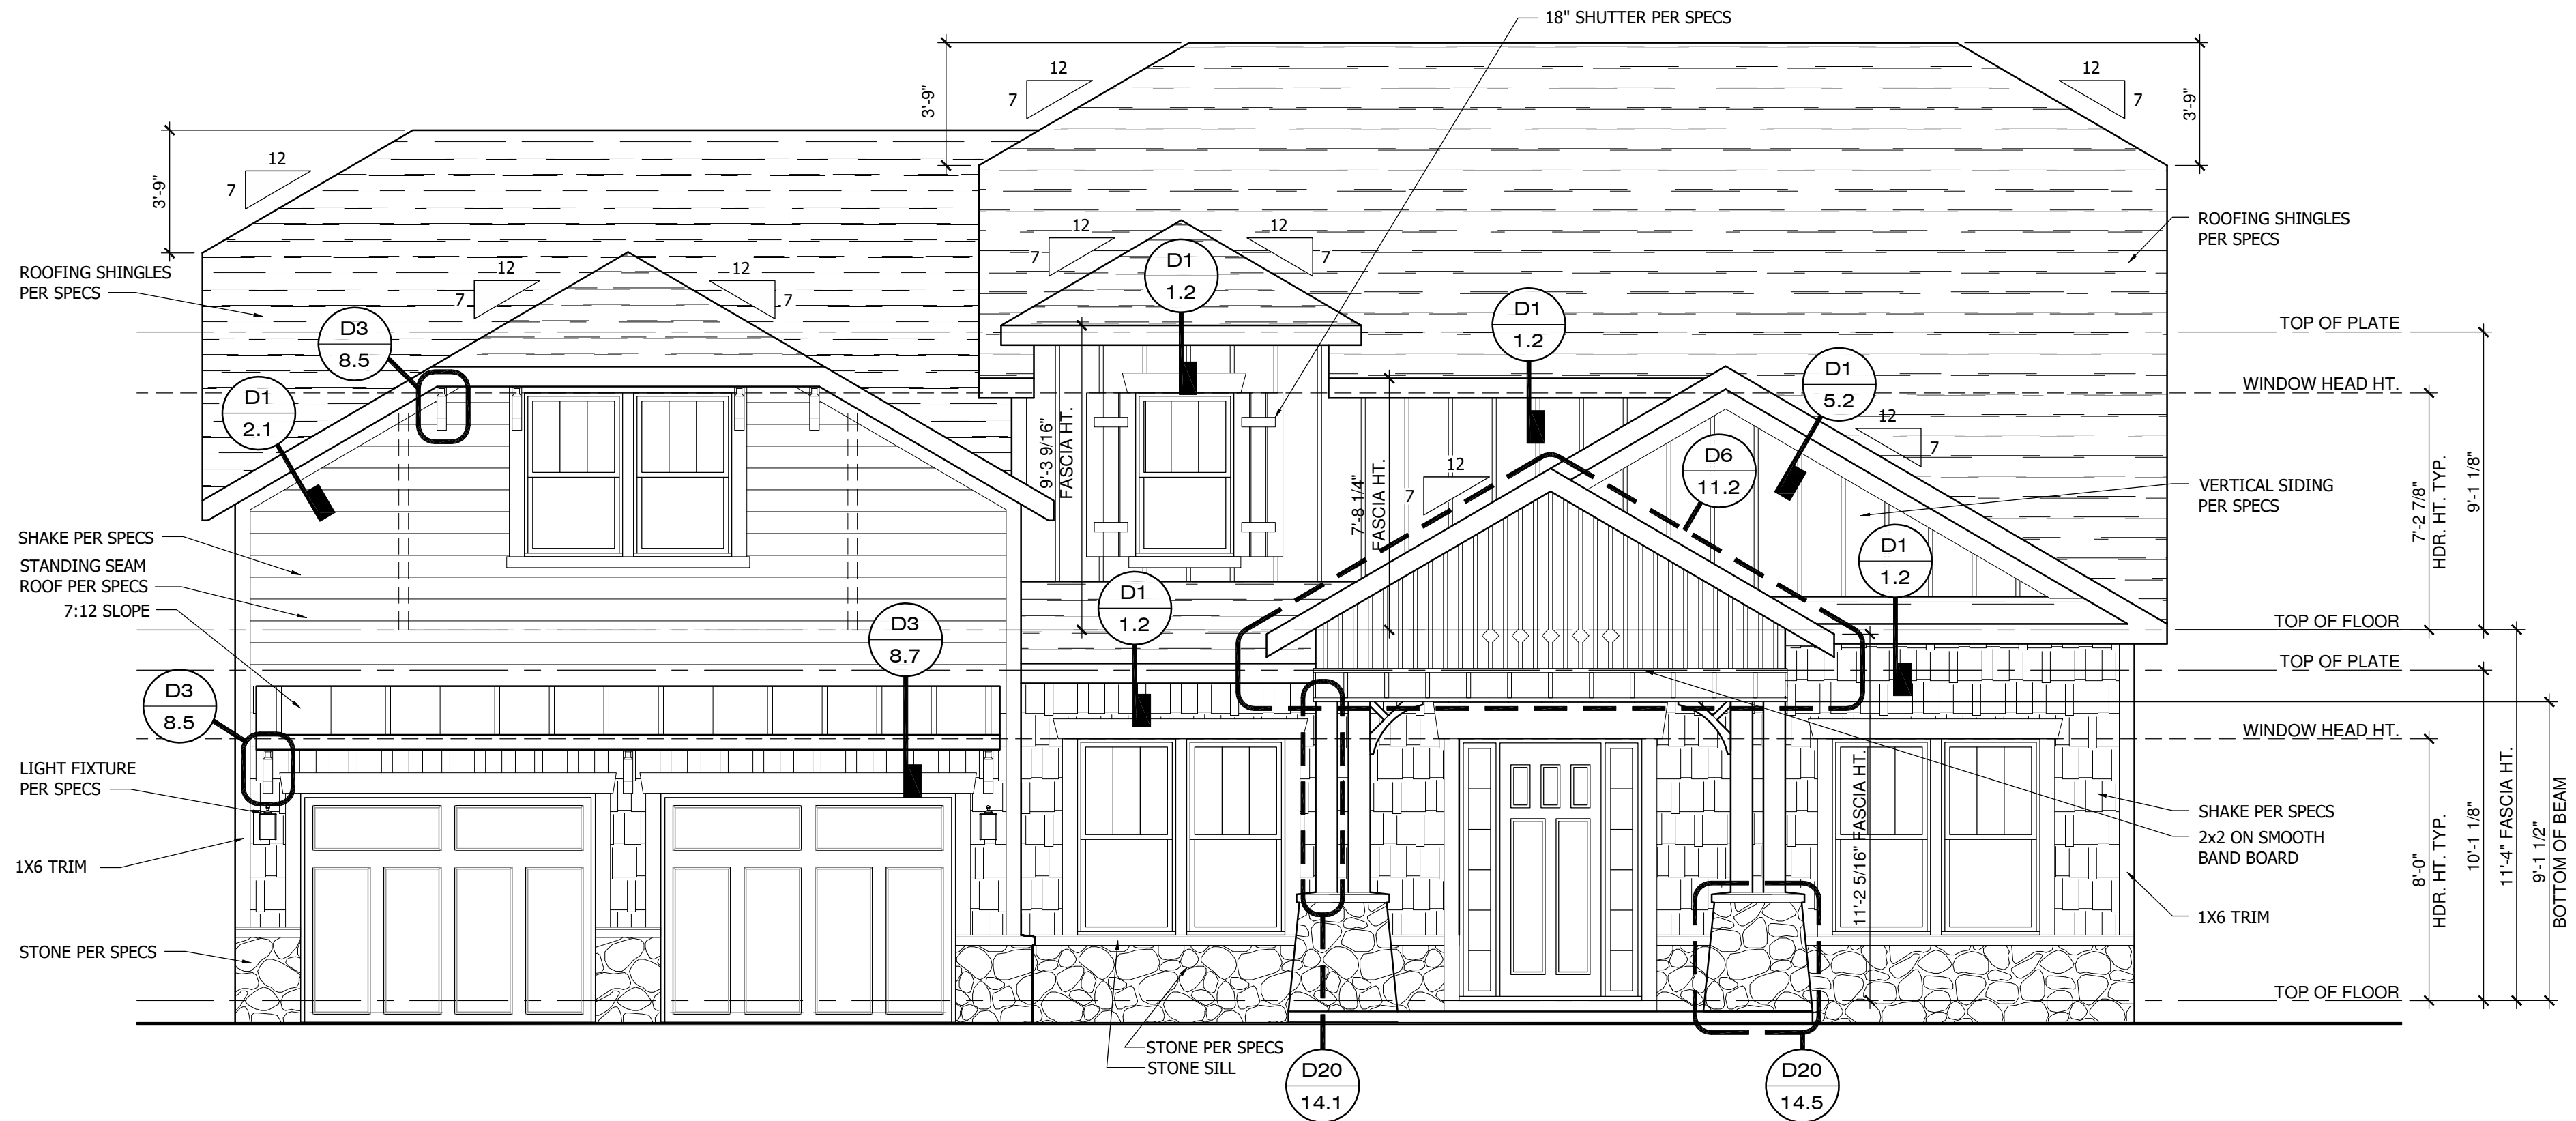 18" SHUTTER PER SPECS
12
7
3'-9"
12
7
3'-9"
12
7
3'-9"
ROOFING SHINGLES
PER SPECS
12
7
12
7
12
7
12
7
D1
1.2
D3
8.5
D1
2.1
D1
1.2
D1
5.2
12
7
D6
11.2
12
7
D1
1.2
9'-3 9/16"
FASCIA HT.
7'-8 1/4"
FASCIA HT.
ROOFING SHINGLES
PER SPECS
TOP OF PLATE
WINDOW HEAD HT.
VERTICAL SIDING
PER SPECS
7'-2 7/8"
HDR. HT. TYP.
9'-1 1/8"
TOP OF FLOOR
TOP OF PLATE
WINDOW HEAD HT.
SHAKE PER SPECS
STANDING SEAM
ROOF PER SPECS
7:12 SLOPE
D3
8.7
D1
1.2
D3
8.5
LIGHT FIXTURE
PER SPECS
1X6 TRIM
STONE PER SPECS
11'-2 5/16" FASCIA HT.
SHAKE PER SPECS
2x2 ON SMOOTH
BAND BOARD
1X6 TRIM
8'-0"
HDR. HT. TYP.
10'-1 1/8"
11'-4" FASCIA HT.
9'-1 1/2"
BOTTOM OF BEAM
TOP OF FLOOR
STONE PER SPECS
STONE SILL
D20
14.1
D20
14.5